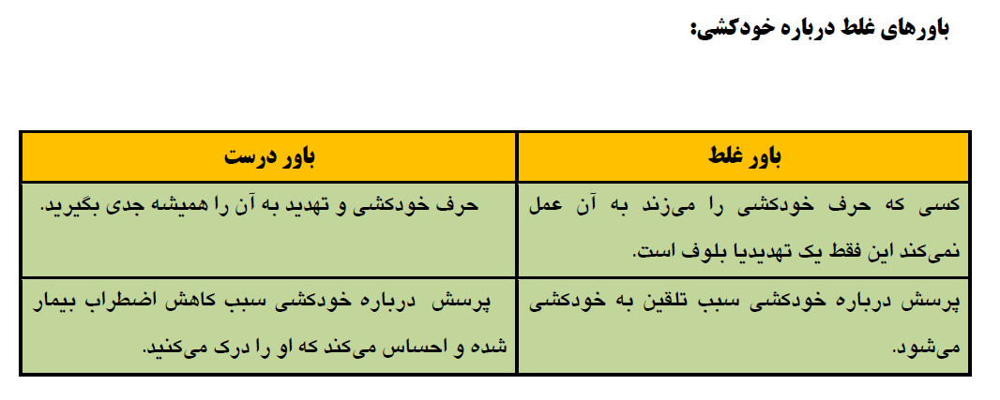 باورهای غلط درباره خودکشی:
باور غلط
باور درست
کسی که حرف خودکشی را می‌زند به آن عمل
نمی‌کند این فقط یک تهدیدیا بلوف است.
حرف خودکشی و تهدید به آن را همیشه جدی بگیرید.
پرسش درباره خودکشی سبب تلقین به خودکشی
می‌شود.
پرسش درباره خودکشی سبب کاهش اضطراب بیمار
شده و احساس می‌کند که او را درک می‌کنید.